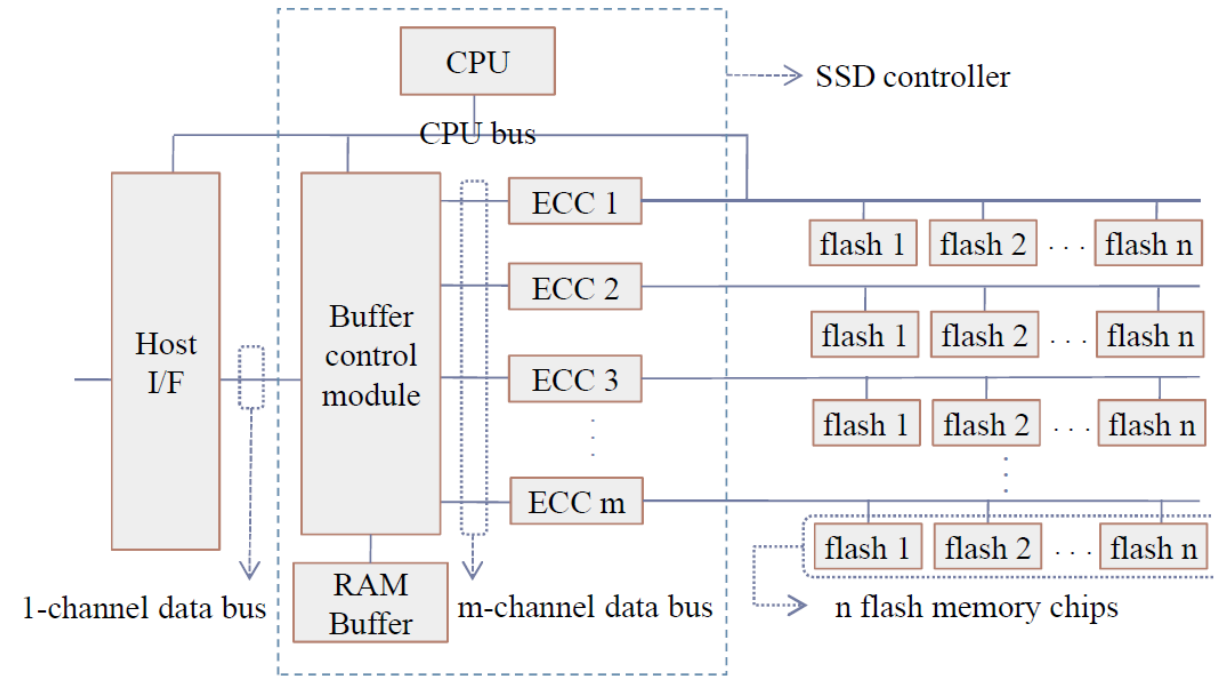 CPU
SSD controller
CPU bus
Host
I/F
Buffer
control
module
ECC 1
flash 1
flash 2
. . .
flash n
ECC 2
flash 1
flash 2
. . .
flash n
ECC 3
flash 1
flash 2
. . .
flash n
ECC m
flash 1
flash 2
. . .
flash n
RAM
Buffer
1-channel data bus
m-channel data bus
n flash memory chips